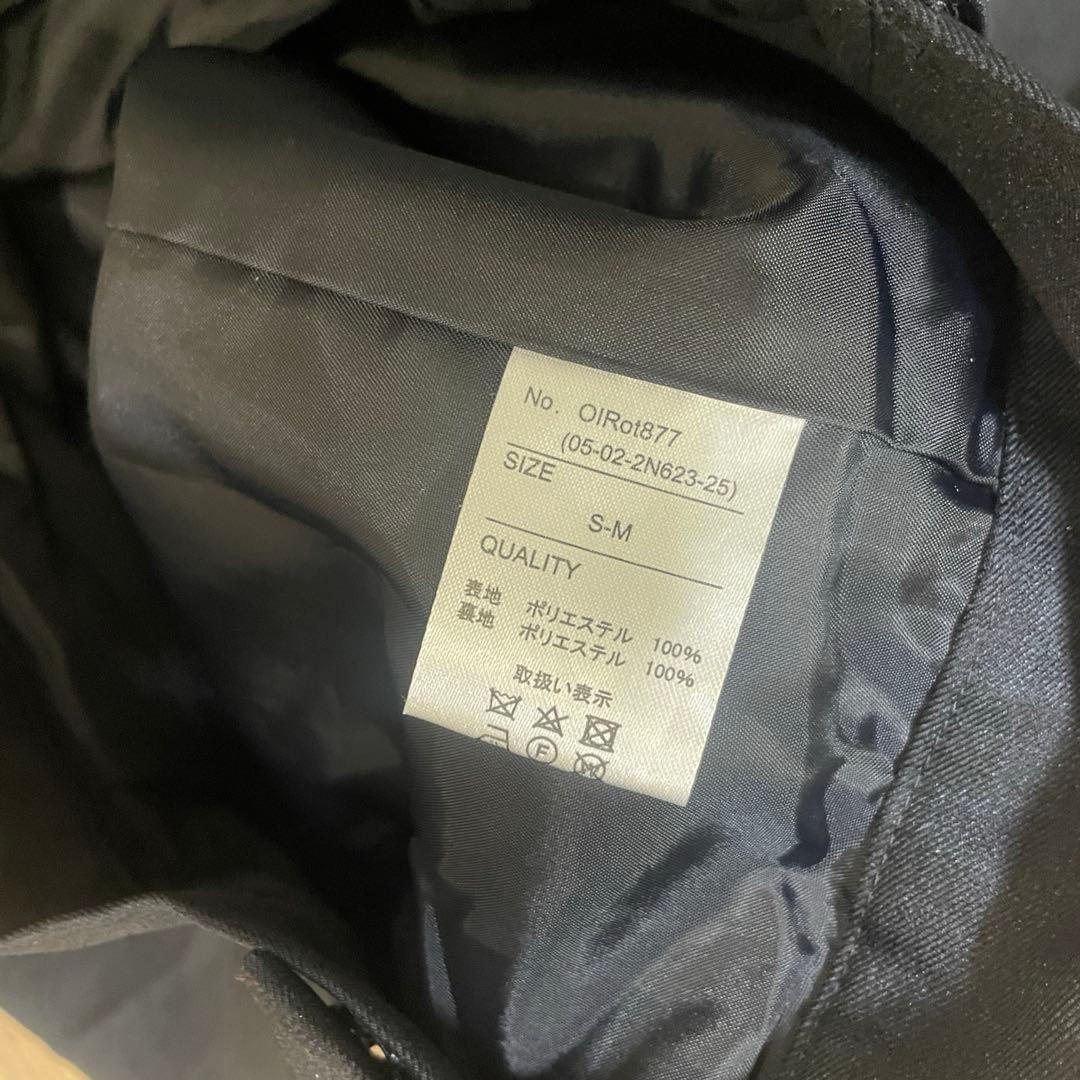 No. OIRot877
(05-02-2N623-25)
SIZE
S-M
QUALITY
表地 ポリエステル 100%
裏地 ポリエステル 100%
取扱い表示
F
W